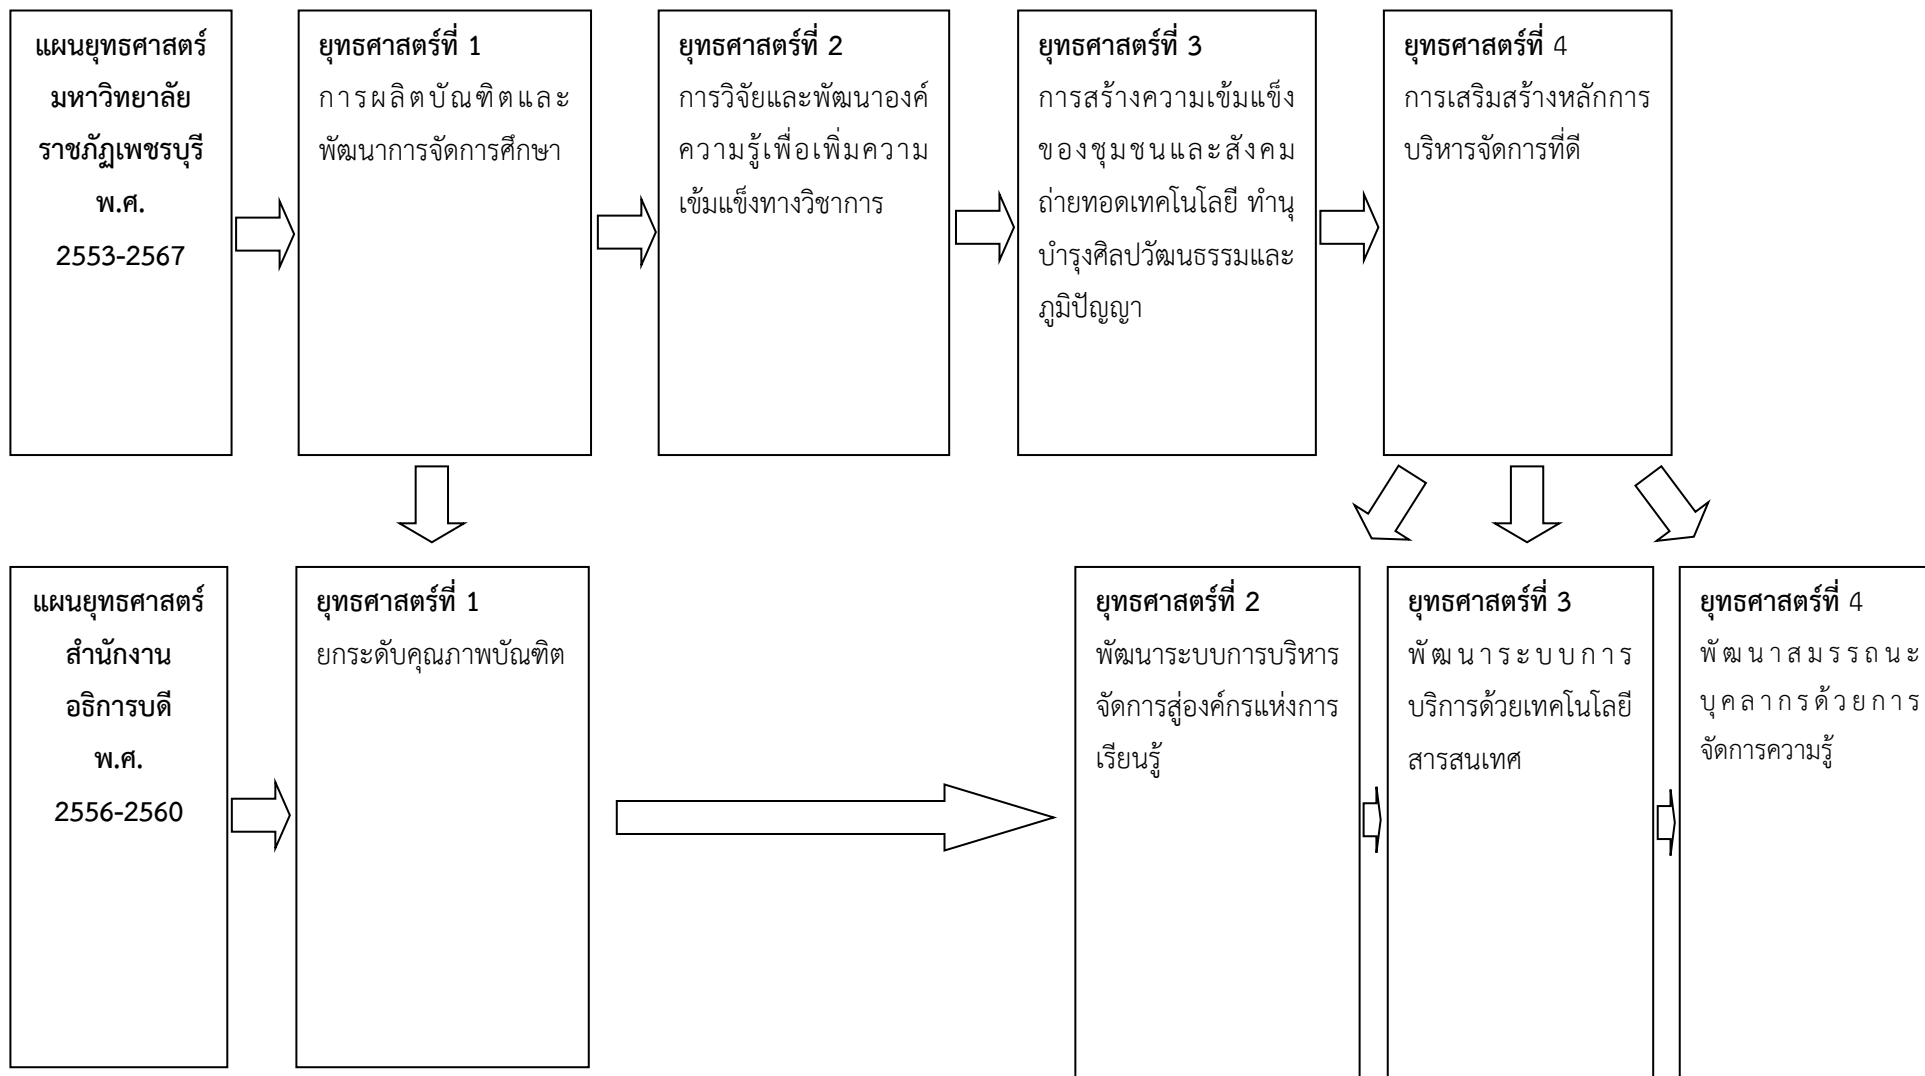 แผนยุทธศาสตร์
มหาวิทยาลัย
ราชภัฏเพชรบุรี
พ.ศ.
2553-2567
ยุทธศาสตร์ที่ 1
การผลิตบัณฑิตและ
พัฒนาการจัดการศึกษา
ยุทธศาสตร์ที่ 2
การวิจัยและพัฒนาองค์
ความรู้เพื่อเพิ่มความ
เข้มแข็งทางวิชาการ
ยุทธศาสตร์ที่ 3
การสร้างความเข้มแข็ง
ของชุมชนและสังคม
ถ่ายทอดเทคโนโลยี ทำนุ
บำรุงศิลปวัฒนธรรมและ
ภูมิปัญญา
ยุทธศาสตร์ที่ 4
การเสริมสร้างหลักการ
บริหารจัดการที่ดี
แผนยุทธศาสตร์
สำนักงาน
อธิการบดี
พ.ศ.
2556-2560
ยุทธศาสตร์ที่ 1
ยกระดับคุณภาพบัณฑิต
ยุทธศาสตร์ที่ 2
พัฒนาระบบการบริหาร
จัดการสู่องค์กรแห่งการ
เรียนรู้
ยุทธศาสตร์ที่ 3
พัฒนาระบบการ
บริการด้วยเทคโนโลยี
สารสนเทศ
ยุทธศาสตร์ที่ 4
พัฒนาสมรรถนะ
บุคลากรด้วยการ
จัดการความรู้